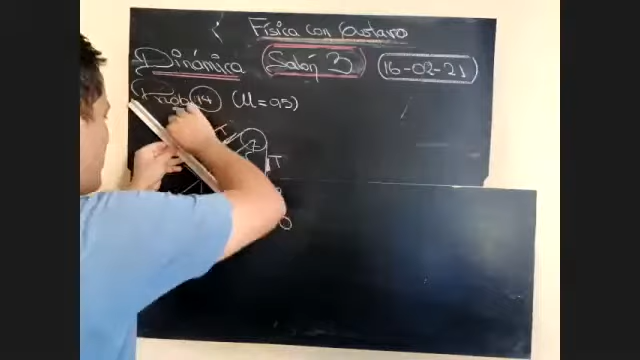 Física con Gustavo
Dinámica Salón 3 16-02-21
Prob 14 (M=0,5)
T
T